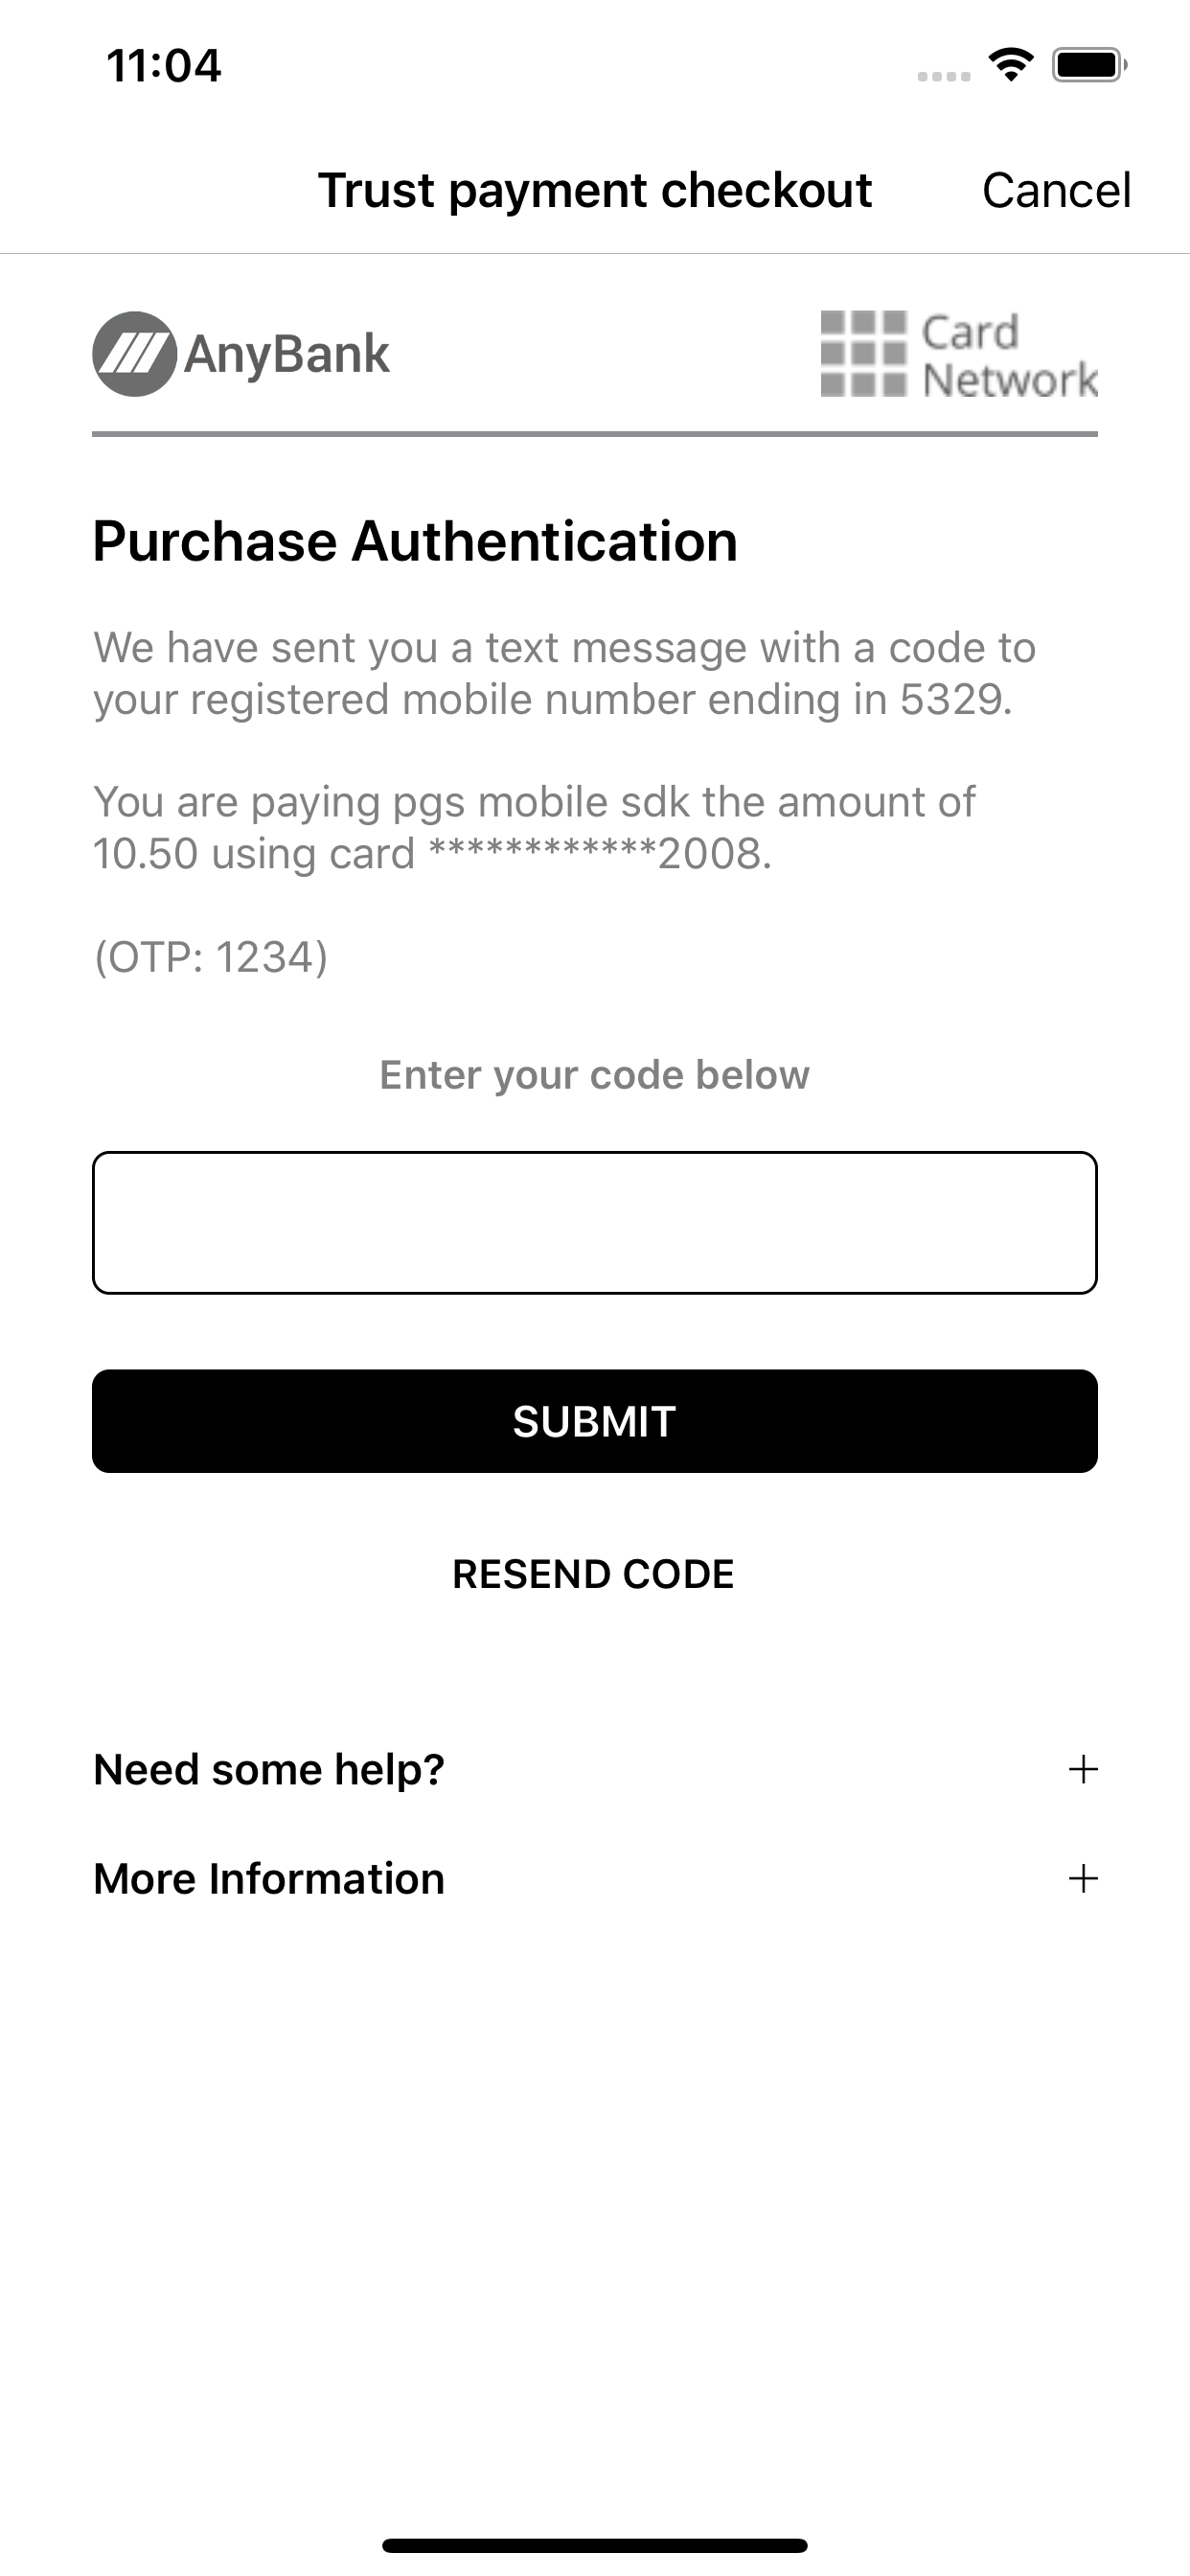 11:04
Trust payment checkout
Cancel
AnyBank
Card
Network
Purchase Authentication
We have sent you a text message with a code to
your registered mobile number ending in 5329.
You are paying pgs mobile sdk the amount of
10.50 using card ************2008.
(OTP: 1234)
Enter your code below
SUBMIT
RESEND CODE
Need some help?
More Information